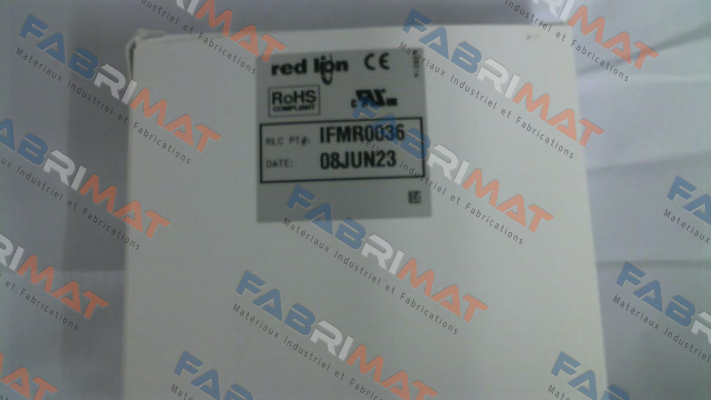 red lion CE
RoHS
COMPLIANT
RLC PT#: IFMR0036
DATE: 08JUN23
FABRIMAT
Materiaux Industriel et Fabrications